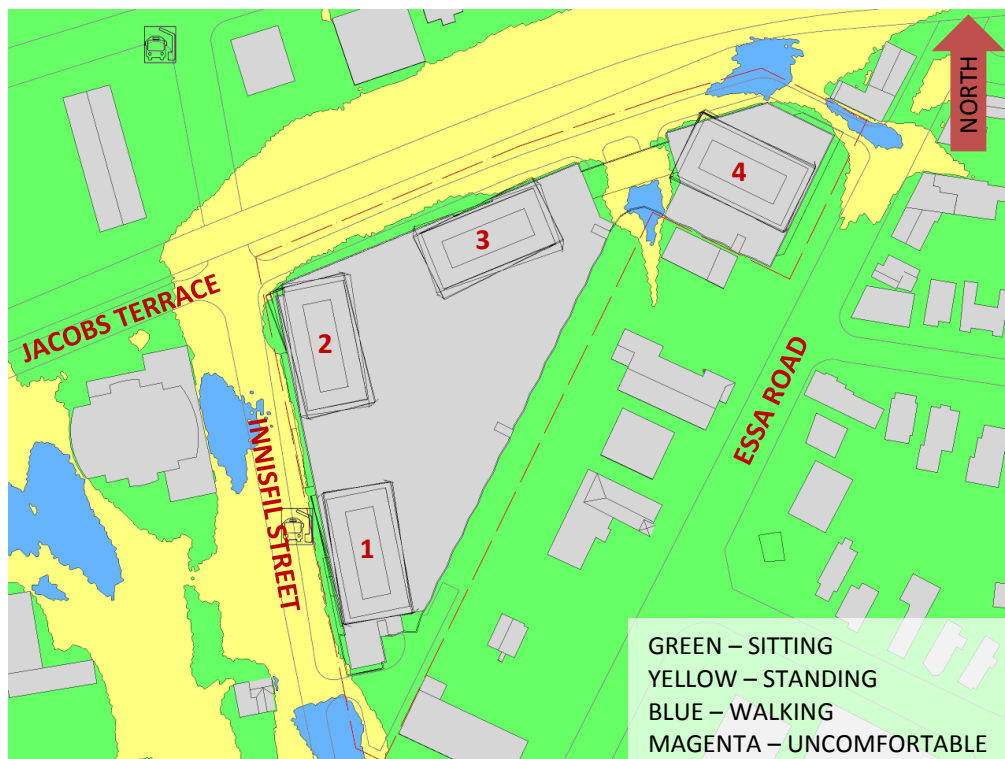 NORTH
4
3
JACOBS TERRACE
2
INNISFIL STREET
ESSA ROAD
1
GREEN – SITTING
YELLOW – STANDING
BLUE – WALKING
MAGENTA – UNCOMFORTABLE